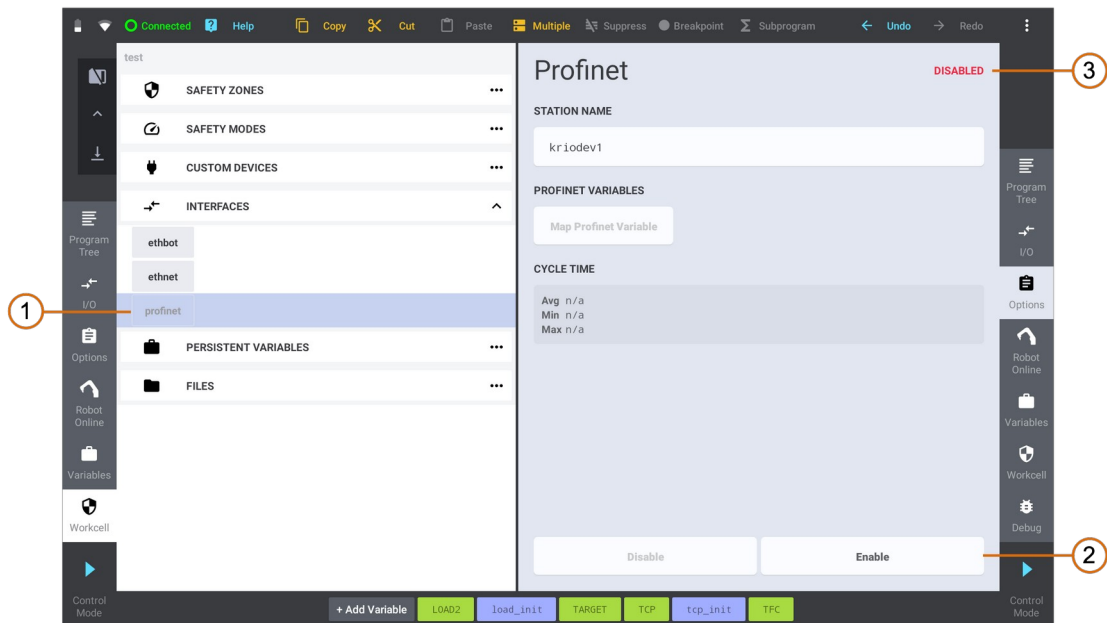 Connected Help Copy Cut Paste Multiple Suppress Breakpoint Subprogram Undo Redo
test
SAFETY ZONES
SAFETY MODES
CUSTOM DEVICES
INTERFACES
ethbot
ethnet
profinet
PERSISTENT VARIABLES
FILES
Program
Tree
I/O
Options
Robot
Online
Variables
Workcell
Control
Mode
1
Profinet
DISABLED
3
STATION NAME
kriodev1
PROFINET VARIABLES
Map Profinet Variable
CYCLE TIME
Avg n/a
Min n/a
Max n/a
Disable
Enable
2
Program
Tree
I/O
Options
Robot
Online
Variables
Workcell
Debug
Control
Mode
+ Add Variable LOAD2 load_init TARGET TCP tcp_init TFC